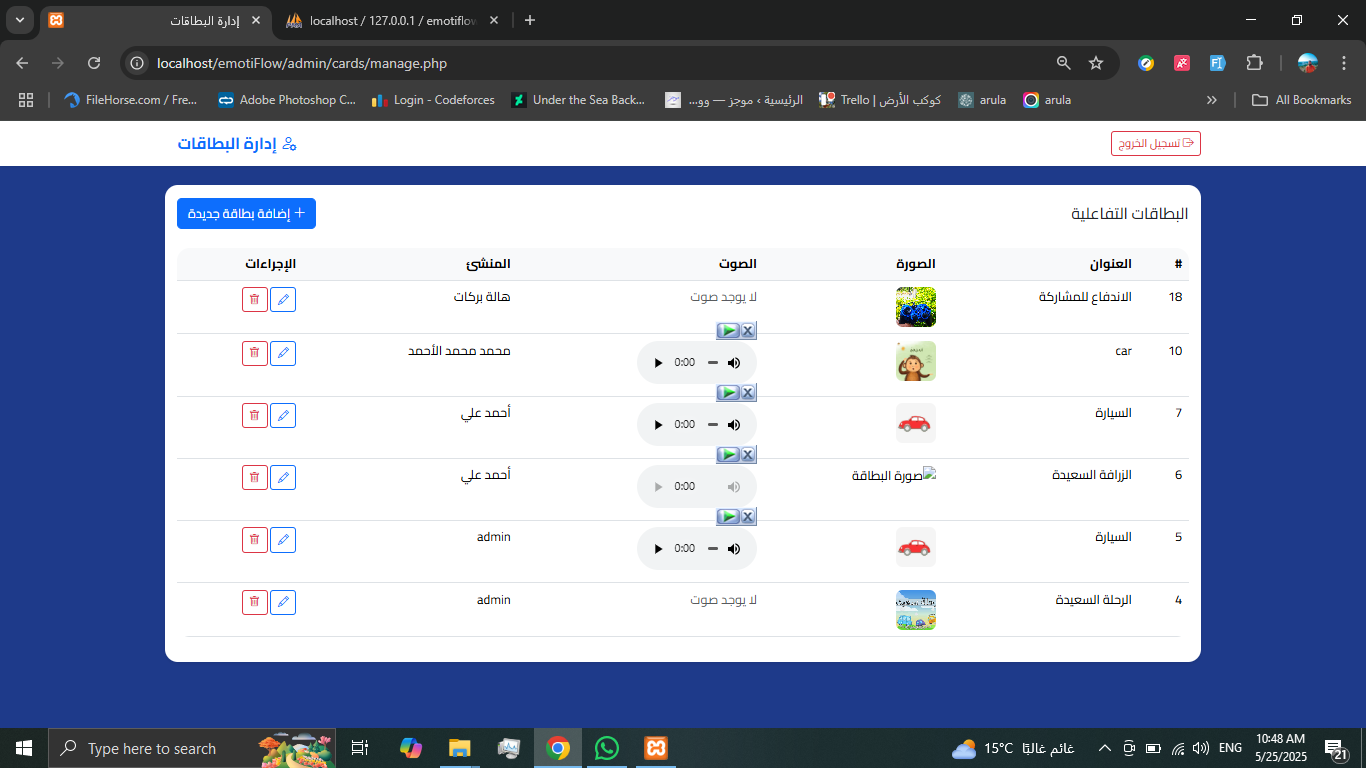 إدارة البطاقات
localhost / 127.0.0.1 / emotiflow
localhost/emotiFlow/admin/cards/manage.php
FileHorse.com / Fre...
Adobe Photoshop C...
Login - Codeforces
Under the Sea Back...
الرئيسية › موجز — وو...
Trello | كوكب الأرض
arula
arula
All Bookmarks
إدارة البطاقات
تسجيل الخروج
البطاقات التفاعلية
إضافة بطاقة جديدة
# العنوان الصورة الصوت المنشئ الإجراءات
18 الاندفاع للمشاركة لا يوجد صوت هالة بركات
10 car 0:00 محمد محمد الأحمد
7 السيارة 0:00 أحمد علي
6 الزرافة السعيدة صورة البطاقة 0:00 أحمد علي
5 السيارة 0:00 admin
4 الرحلة السعيدة لا يوجد صوت admin
Type here to search
15°C غائم غالبًا
ENG
10:48 AM
5/25/2025
21